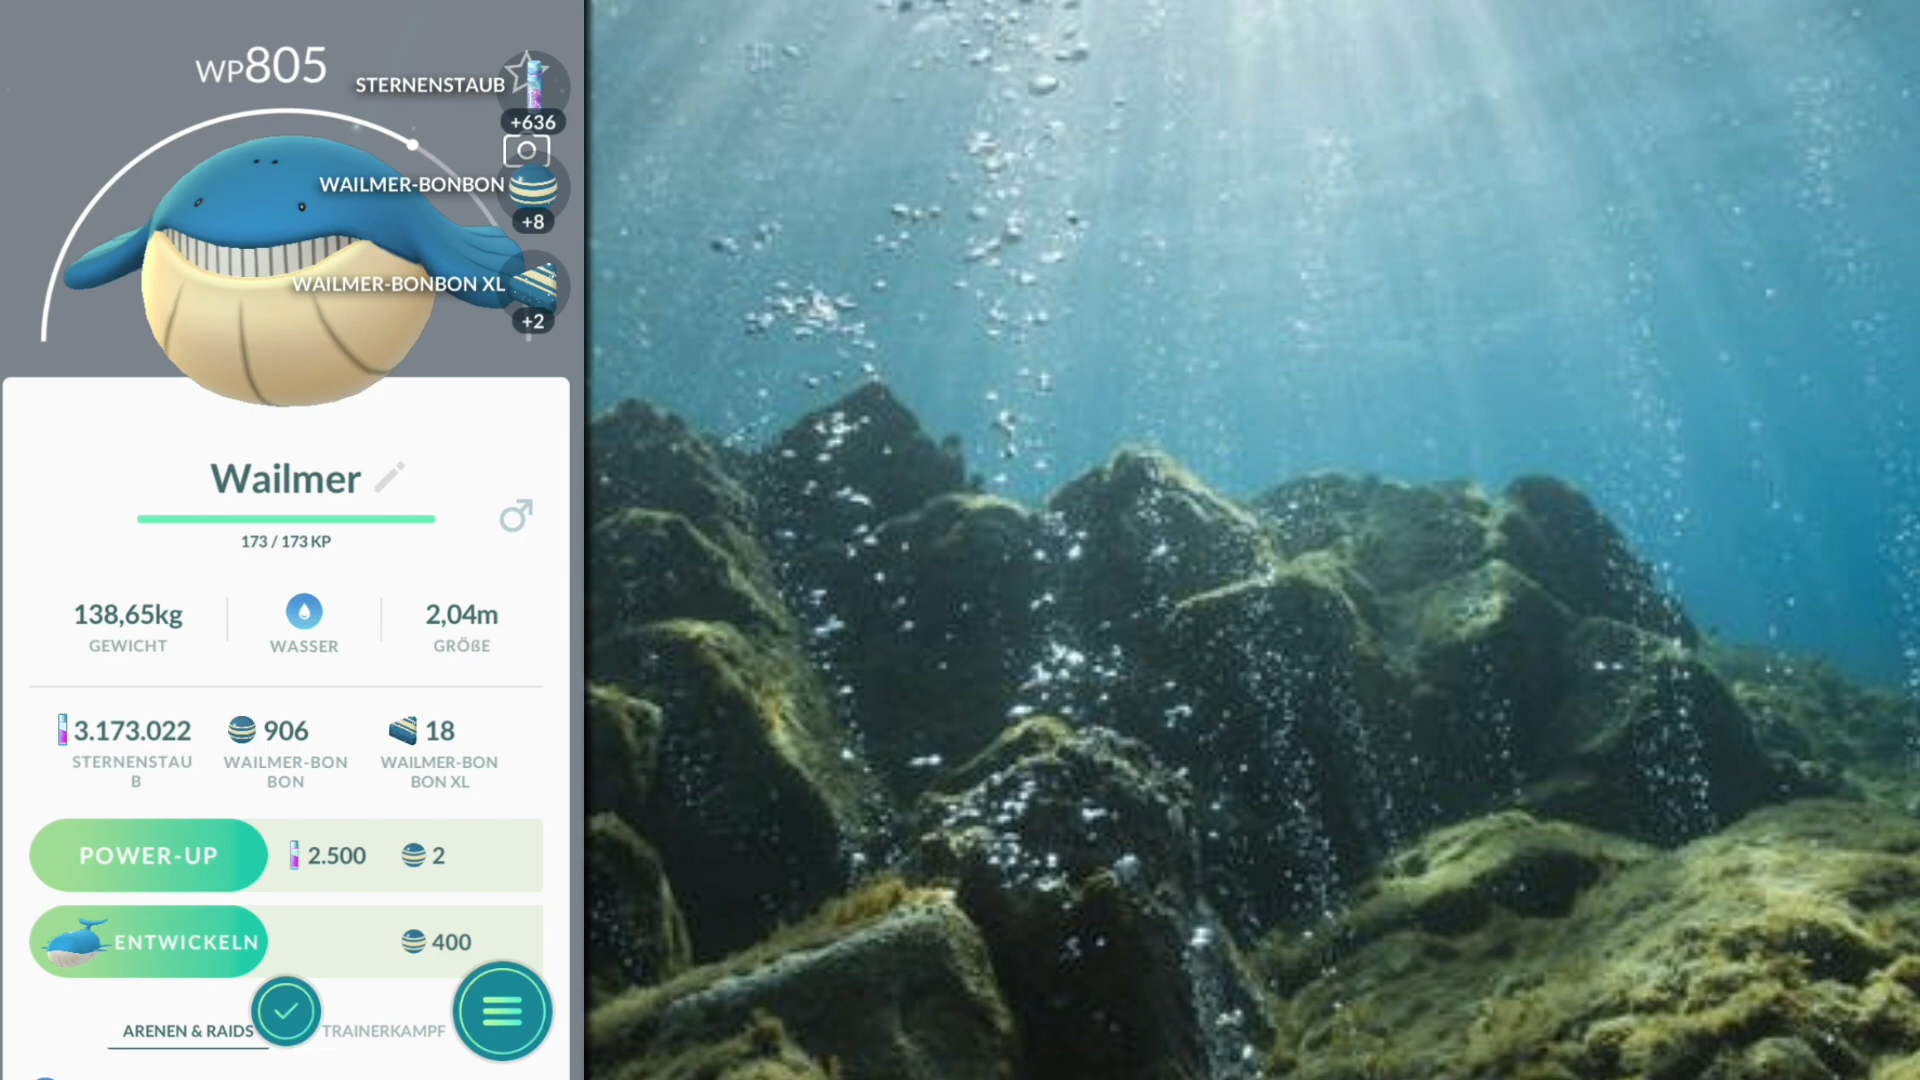 WP805
STERNENSTAUB
+636
WAILMER-BONBON
+8
WAILMER-BONBON XL
+2
Wailmer
173 / 173 KP
138,65kg
GEWICHT
WASSER
2,04m
GRÖßE
3.173.022
STERNENSTAU
B
906
WAILMER-BON
BON
18
WAILMER-BON
BON XL
POWER-UP
2.500
2
ENTWICKELN
400
ARENEN & RAIDS
TRAINERKAMPF